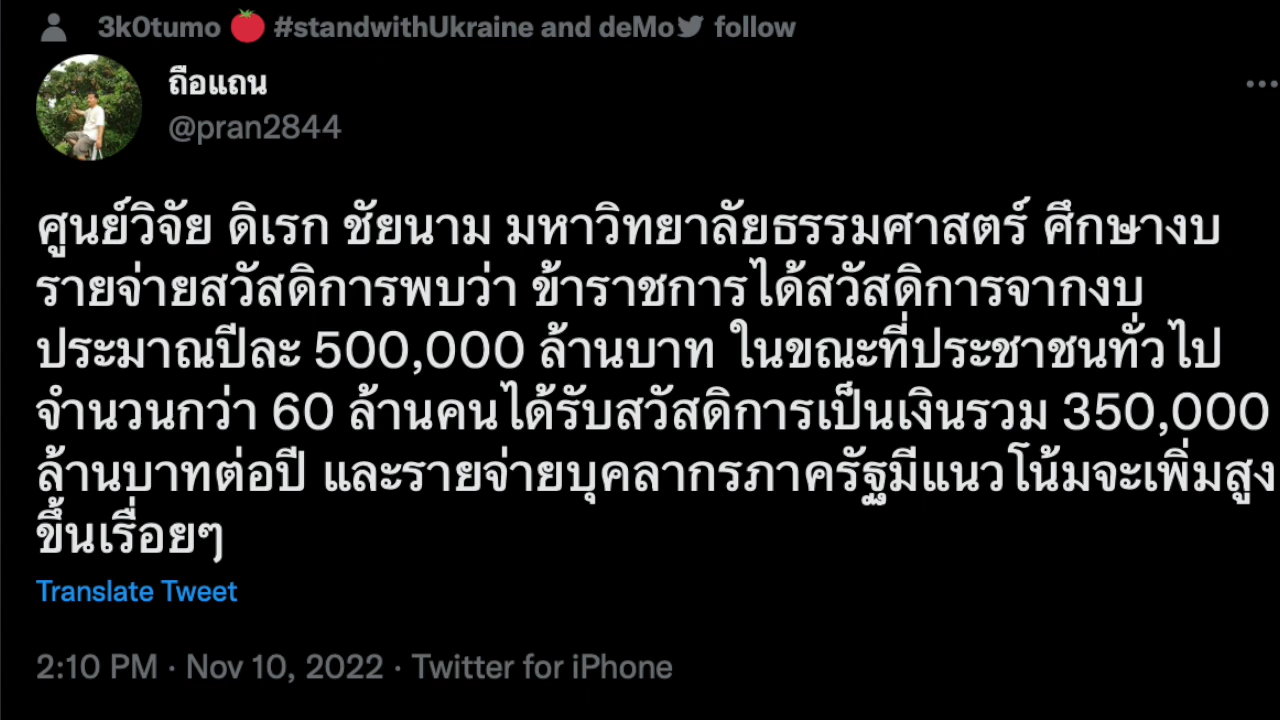 3k0tumo 🍅 #standwithUkraine and deMo follow
ถือแถน
@pran2844
ศูนย์วิจัย ดิเรก ชัยนาม มหาวิทยาลัยธรรมศาสตร์ ศึกษางบ
รายจ่ายสวัสดิการพบว่า ข้าราชการได้สวัสดิการจากงบ
ประมาณปีละ 500,000 ล้านบาท ในขณะที่ประชาชนทั่วไป
จำนวนกว่า 60 ล้านคนได้รับสวัสดิการเป็นเงินรวม 350,000
ล้านบาทต่อปี และรายจ่ายบุคลากรภาครัฐมีแนวโน้มจะเพิ่มสูง
ขึ้นเรื่อยๆ
Translate Tweet
2:10 PM · Nov 10, 2022 · Twitter for iPhone